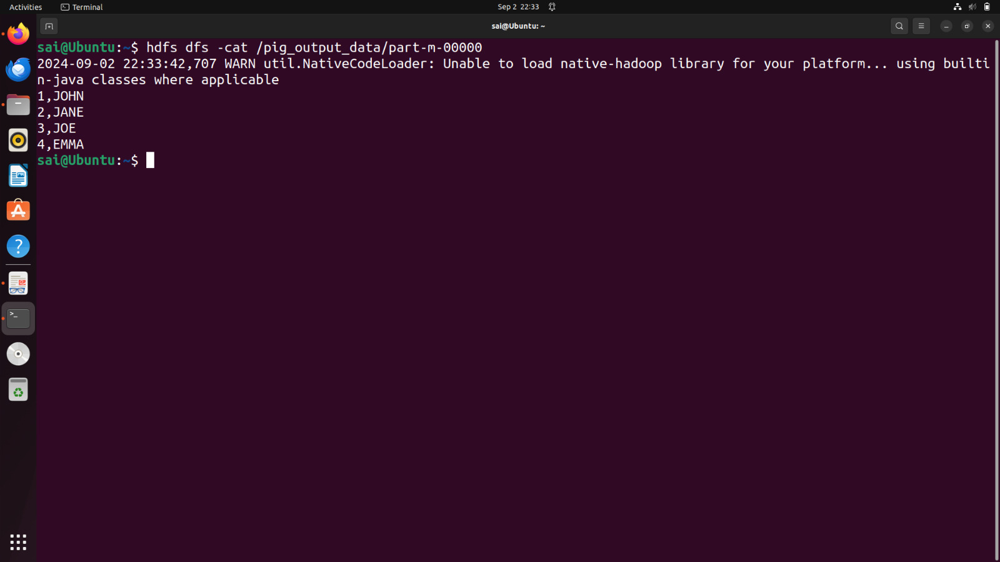 Activities
Terminal
Sep 2 22:33
sai@Ubuntu: ~
sai@Ubuntu:~$ hdfs dfs -cat /pig_output_data/part-m-00000
2024-09-02 22:33:42,707 WARN util.NativeCodeLoader: Unable to load native-hadoop library for your platform... using builti
n-java classes where applicable
1,JOHN
2,JANE
3,JOE
4,EMMA
sai@Ubuntu:~$